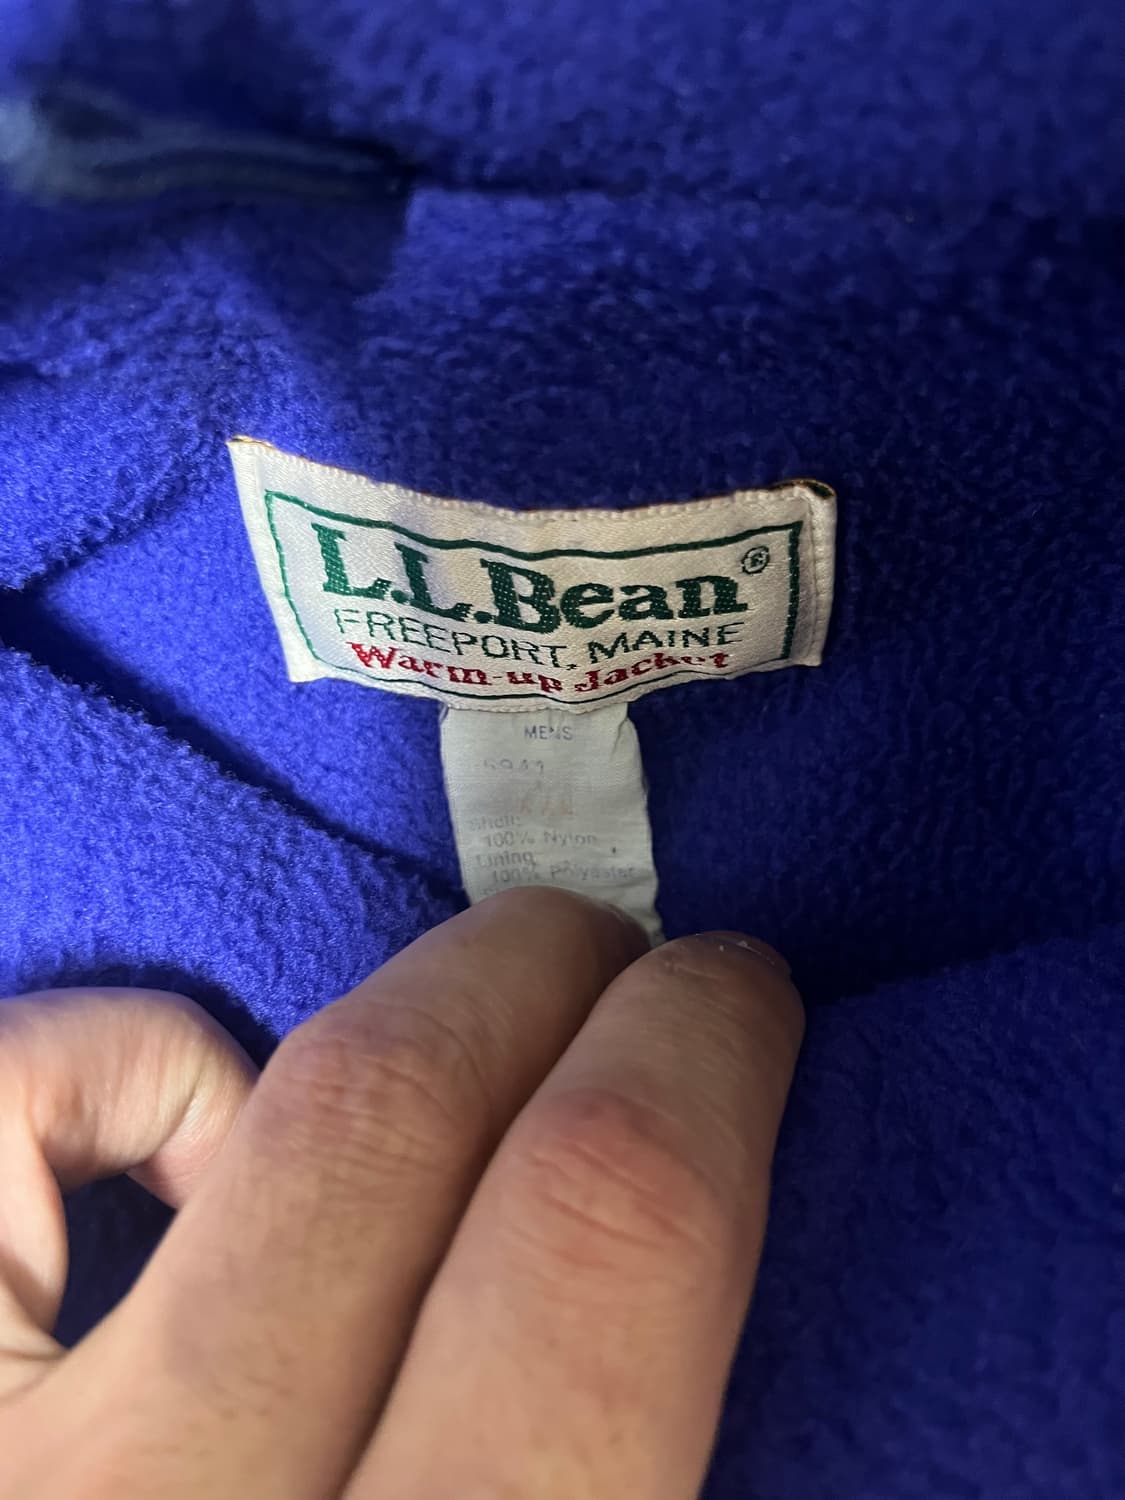 L.L.Bean®
FREEPORT, MAINE
Warm-up Jacket
MENS
Shell:
100% Nylon
Lining
100% Polyester